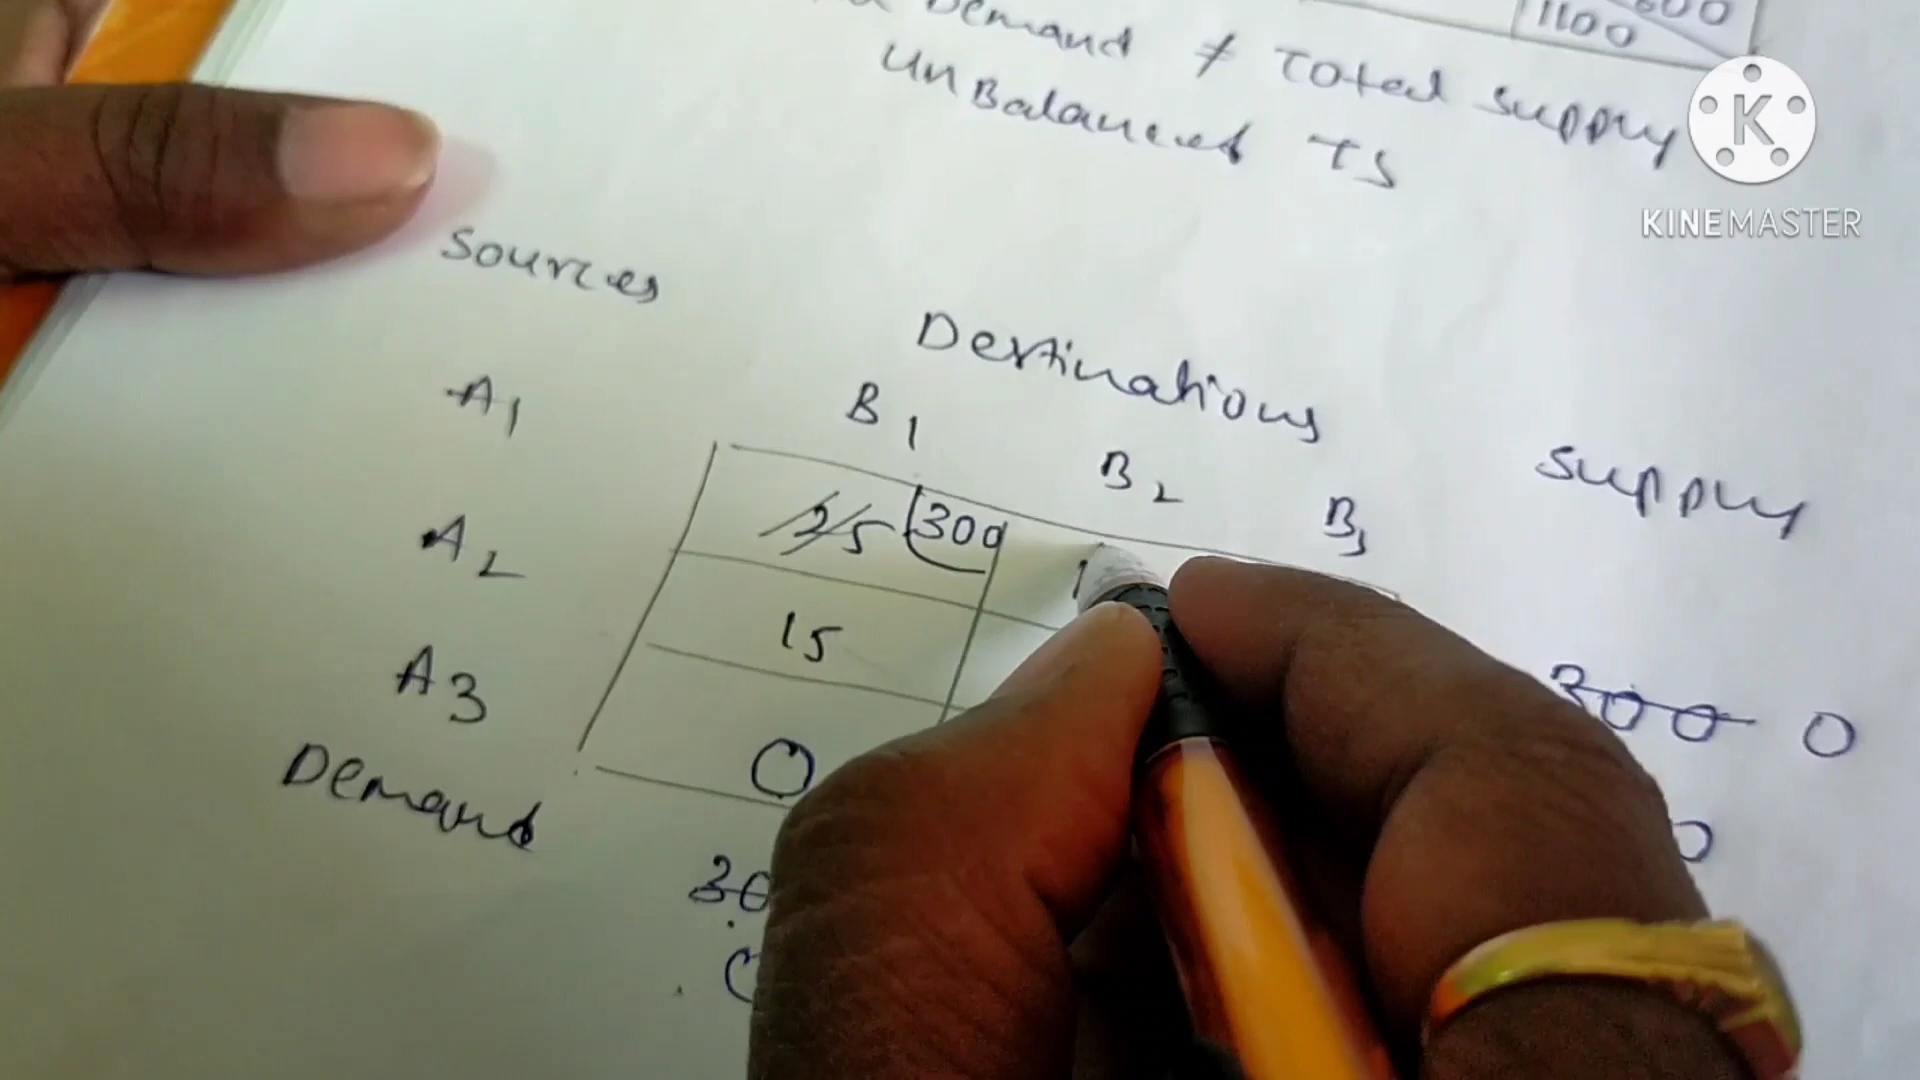 1100 600
Demand ≠ Total supply
UnBalanced TS
KINEMASTER
Sources
Destinations
Supply
B1 B2 B3
A1 25 300 300 0
A2 15
A3 0
Demand